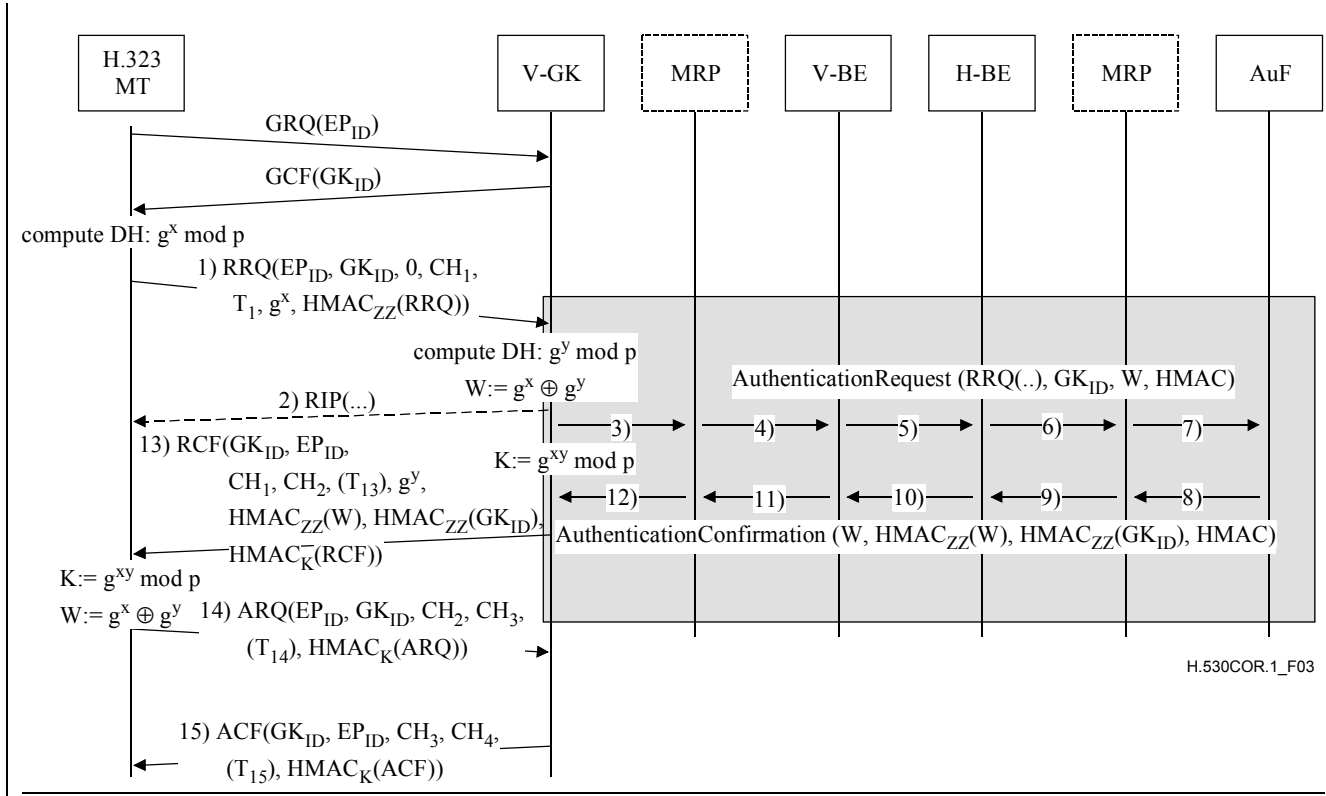 H.323
MT
V-GK
MRP
V-BE
H-BE
MRP
AuF
GRQ(EP_ID)
GCF(GK_ID)
compute DH: g^x mod p
1) RRQ(EP_ID, GK_ID, 0, CH_1,
T_1, g^x, HMAC_ZZ(RRQ))
compute DH: g^y mod p
W:= g^x ⊕ g^y
AuthenticationRequest (RRQ(..), GK_ID, W, HMAC)
2) RIP(...)
3)
4)
5)
6)
7)
13) RCF(GK_ID, EP_ID,
CH_1, CH_2, (T_13), g^y,
HMAC_ZZ(W), HMAC_ZZ(GK_ID),
HMAC_K(RCF))
K:= g^xy mod p
12)
11)
10)
9)
8)
AuthenticationConfirmation (W, HMAC_ZZ(W), HMAC_ZZ(GK_ID), HMAC)
K:= g^xy mod p
W:= g^x ⊕ g^y
14) ARQ(EP_ID, GK_ID, CH_2, CH_3,
(T_14), HMAC_K(ARQ))
H.530COR.1_F03
15) ACF(GK_ID, EP_ID, CH_3, CH_4,
(T_15), HMAC_K(ACF))